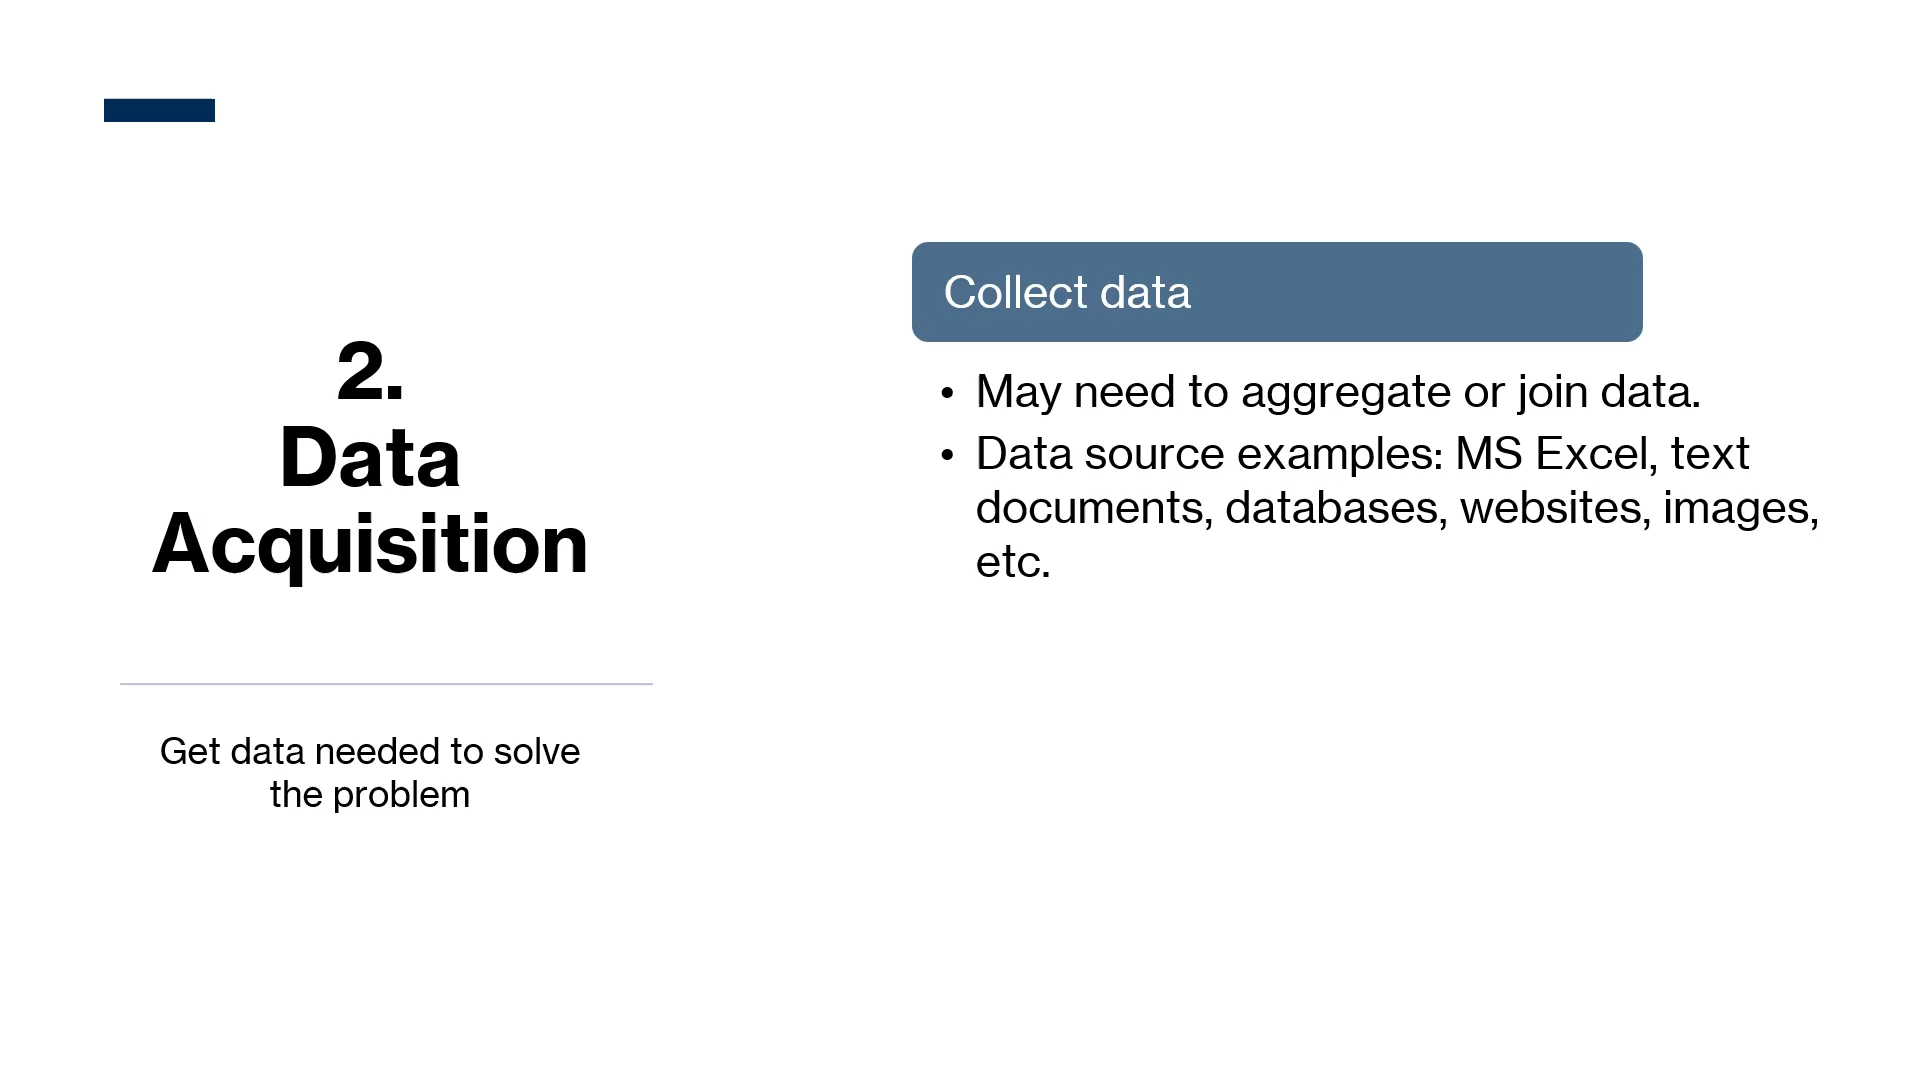 2.
Data
Acquisition
Get data needed to solve
the problem
Collect data
• May need to aggregate or join data.
• Data source examples: MS Excel, text
documents, databases, websites, images,
etc.